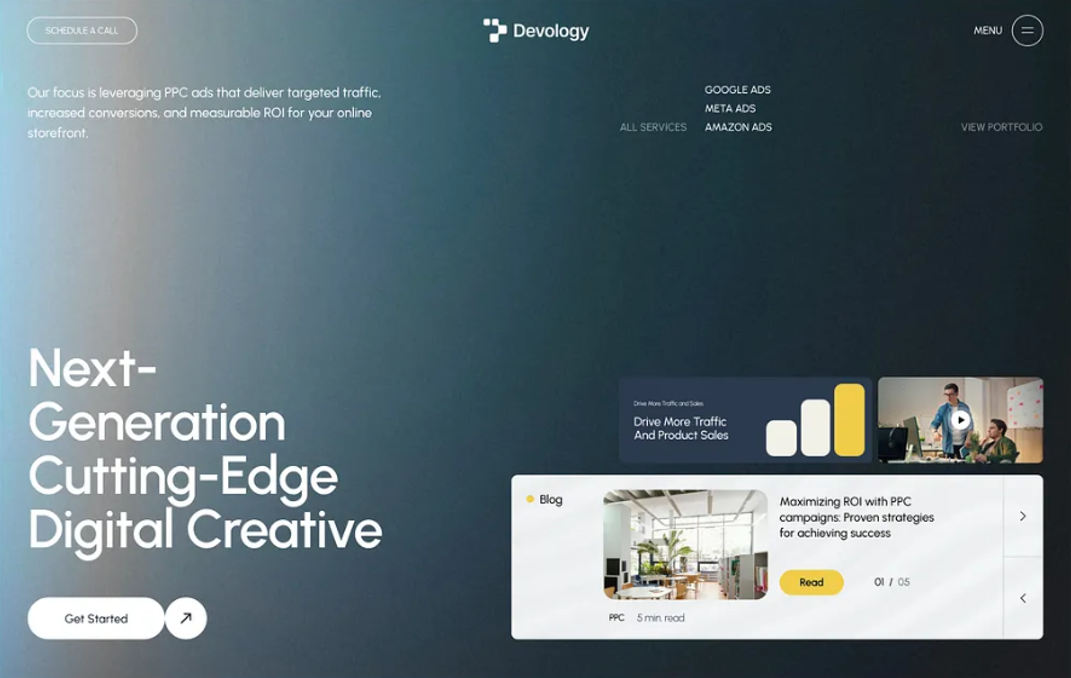 SCHEDULE A CALL
Devology
MENU
Our focus is leveraging PPC ads that deliver targeted traffic,
increased conversions, and measurable ROI for your online
storefront.
ALL SERVICES
GOOGLE ADS
META ADS
AMAZON ADS
VIEW PORTFOLIO
Next-
Generation
Cutting-Edge
Digital Creative
Get Started
Drive More Traffic and Sales
Drive More Traffic
And Product Sales
Blog
Maximizing ROI with PPC
campaigns: Proven strategies
for achieving success
Read
01 / 05
PPC 5 min. read